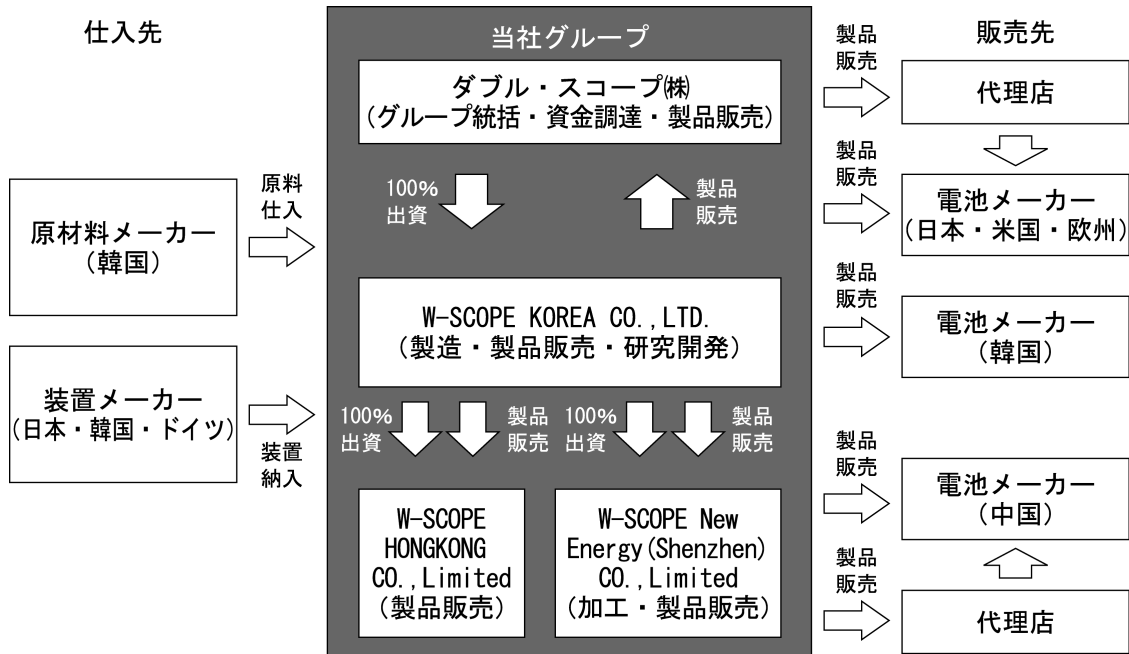 仕入先
原料
仕入
原材料メーカー
(韓国)
装置メーカー
(日本・韓国・ドイツ)
装置
納入
当社グループ
ダブル・スコープ㈱
(グループ統括・資金調達・製品販売)
100%
出資
製品
販売
W-SCOPE KOREA CO.,LTD.
(製造・製品販売・研究開発)
100%
出資
製品
販売
100%
出資
製品
販売
W-SCOPE
HONGKONG
CO.,Limited
(製品販売)
W-SCOPE New
Energy(Shenzhen)
CO.,Limited
(加工・製品販売)
販売先
製品
販売
代理店
製品
販売
電池メーカー
(日本・米国・欧州)
製品
販売
電池メーカー
(韓国)
製品
販売
電池メーカー
(中国)
製品
販売
代理店